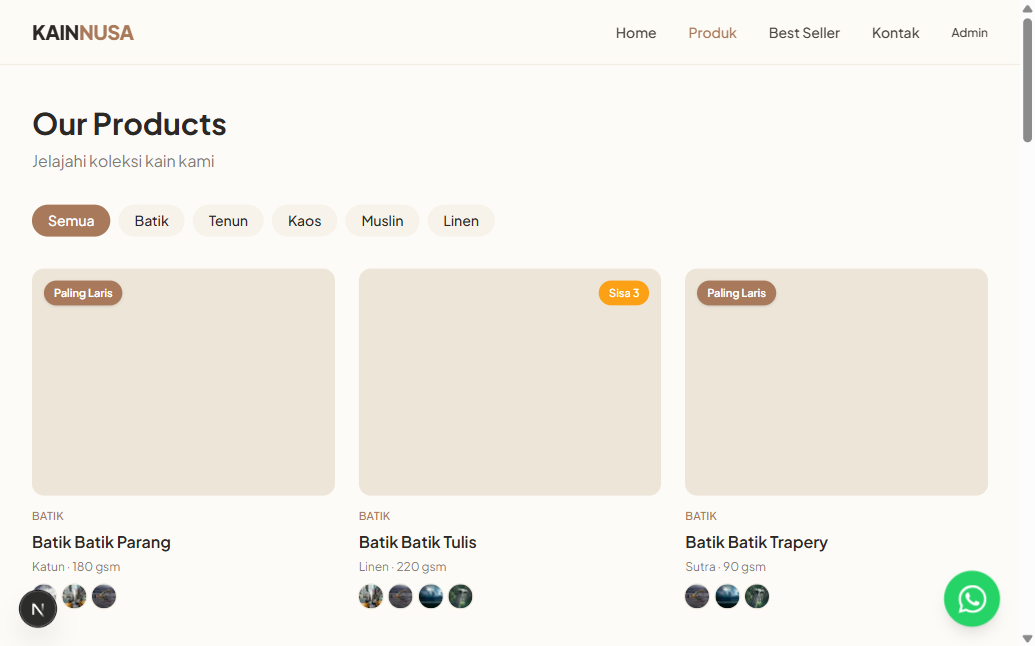 KAINNUSA
Home Produk Best Seller Kontak Admin
Our Products
Jelajahi koleksi kain kami
Semua Batik Tenun Kaos Muslin Linen
Paling Laris Sisa 3 Paling Laris
BATIK BATIK BATIK
Batik Batik Parang Batik Batik Tulis Batik Batik Trapery
Katun · 180 gsm Linen · 220 gsm Sutra · 90 gsm
N